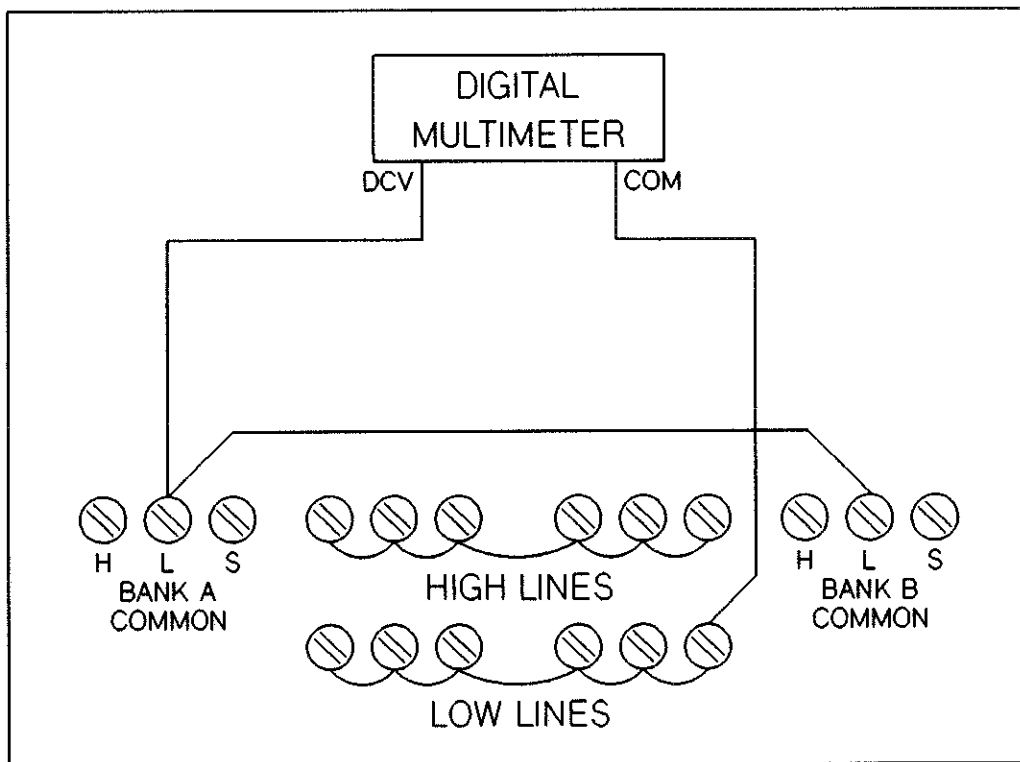 DIGITAL
MULTIMETER
DCV
COM
H L S
BANK A
COMMON
HIGH LINES
H L S
BANK B
COMMON
LOW LINES